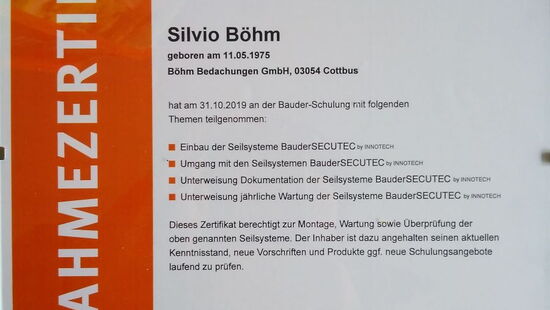 AHMEZERTI
Silvio Böhm
geboren am 11.05.1975
Böhm Bedachungen GmbH, 03054 Cottbus
hat am 31.10.2019 an der Bauder-Schulung mit folgenden
Themen teilgenommen:
Einbau der Seilsysteme BauderSECUTEC by INNOTECH
Umgang mit den Seilsystemen BauderSECUTEC by INNOTECH
Unterweisung Dokumentation der Seilsysteme BauderSECUTEC by INNOTECH
Unterweisung jährliche Wartung der Seilsysteme BauderSECUTEC by INNOTECH
Dieses Zertifikat berechtigt zur Montage, Wartung sowie Überprüfung der
oben genannten Seilsysteme. Der Inhaber ist dazu angehalten seinen aktuellen
Kenntnisstand, neue Vorschriften und Produkte ggf. neue Schulungsangebote
laufend zu prüfen.